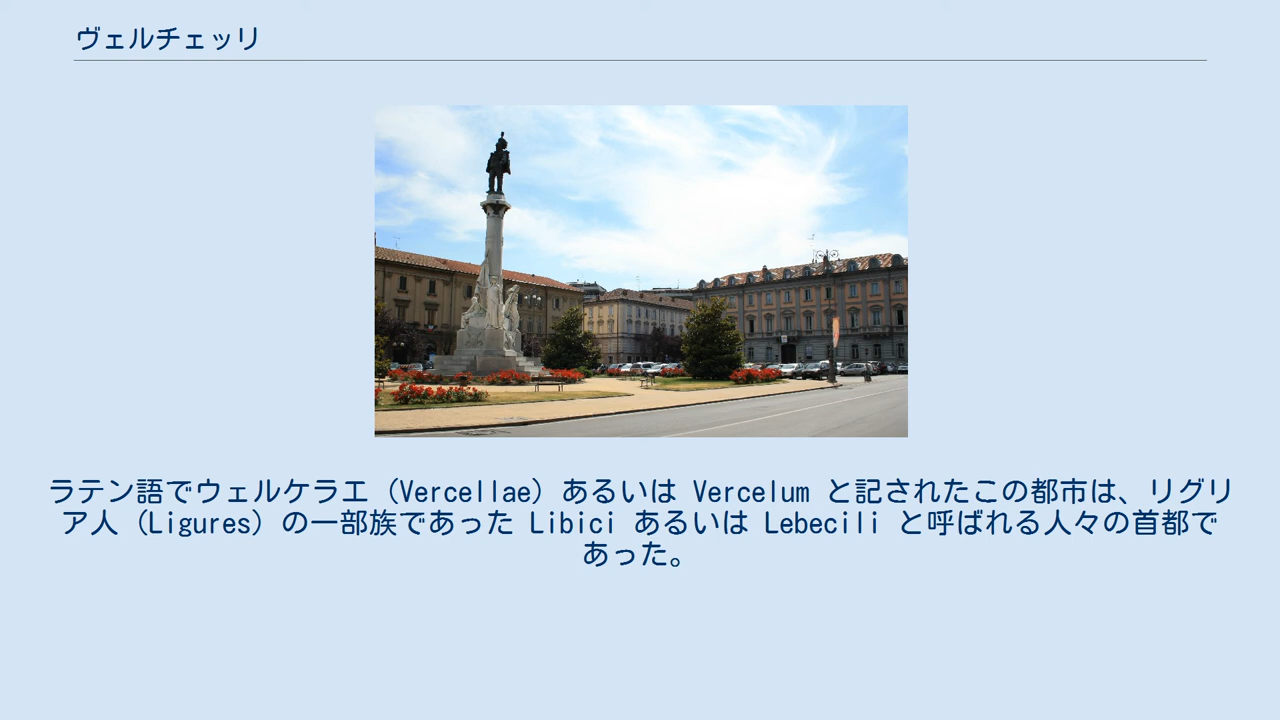 ヴェルチェッリ
ラテン語でウェルケラエ（Vercellae）あるいは Vercelum と記されたこの都市は、リグリ
ア人（Ligures）の一部族であった Libici あるいは Lebecili と呼ばれる人々の首都で
あった。